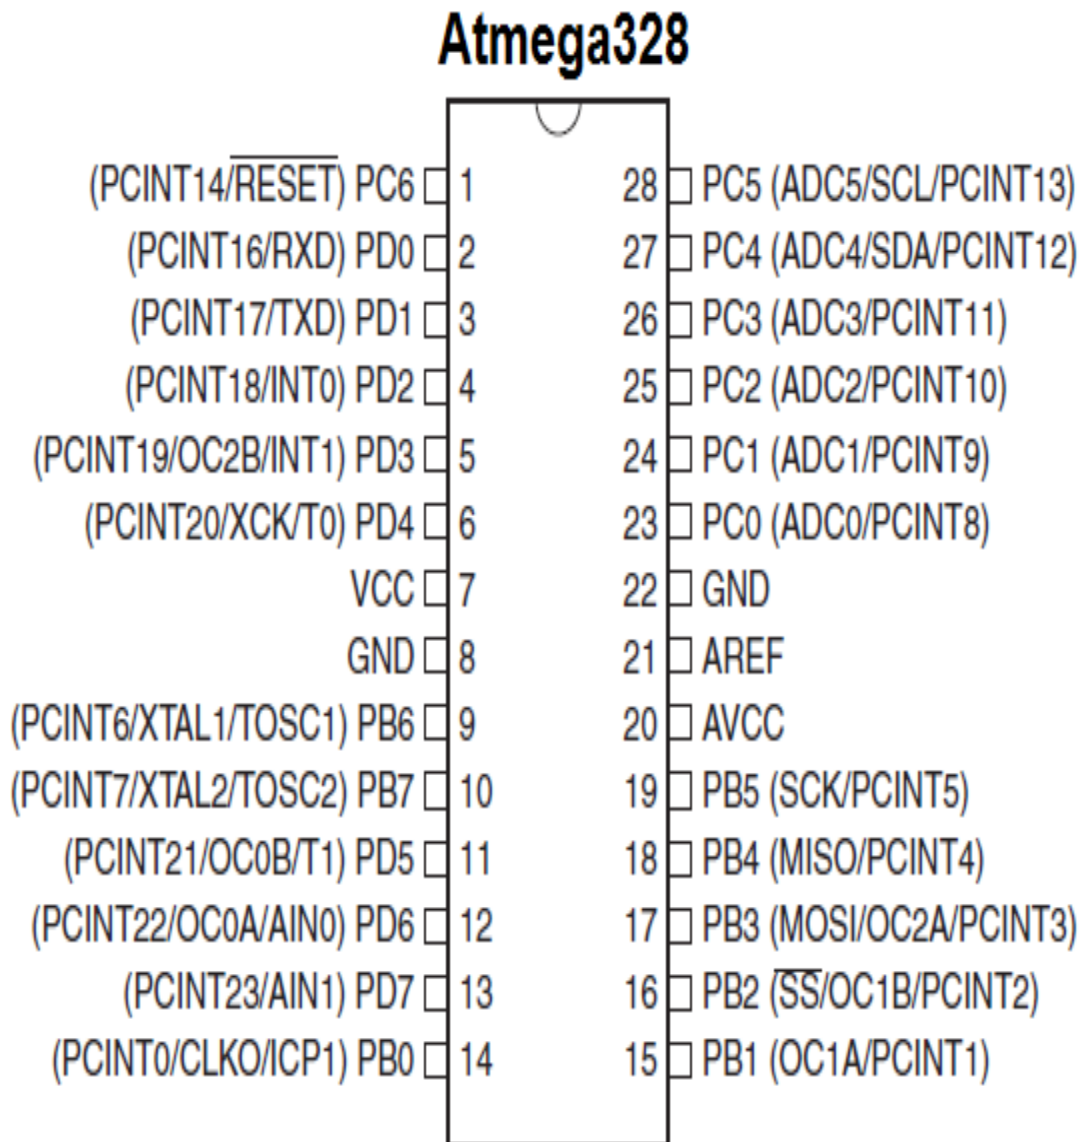 Atmega328
(PCINT14/RESET) PC6 1 28 PC5 (ADC5/SCL/PCINT13)
(PCINT16/RXD) PD0 2 27 PC4 (ADC4/SDA/PCINT12)
(PCINT17/TXD) PD1 3 26 PC3 (ADC3/PCINT11)
(PCINT18/INT0) PD2 4 25 PC2 (ADC2/PCINT10)
(PCINT19/OC2B/INT1) PD3 5 24 PC1 (ADC1/PCINT9)
(PCINT20/XCK/T0) PD4 6 23 PC0 (ADC0/PCINT8)
VCC 7 22 GND
GND 8 21 AREF
(PCINT6/XTAL1/TOSC1) PB6 9 20 AVCC
(PCINT7/XTAL2/TOSC2) PB7 10 19 PB5 (SCK/PCINT5)
(PCINT21/OC0B/T1) PD5 11 18 PB4 (MISO/PCINT4)
(PCINT22/OC0A/AIN0) PD6 12 17 PB3 (MOSI/OC2A/PCINT3)
(PCINT23/AIN1) PD7 13 16 PB2 (SS/OC1B/PCINT2)
(PCINT0/CLKO/ICP1) PB0 14 15 PB1 (OC1A/PCINT1)